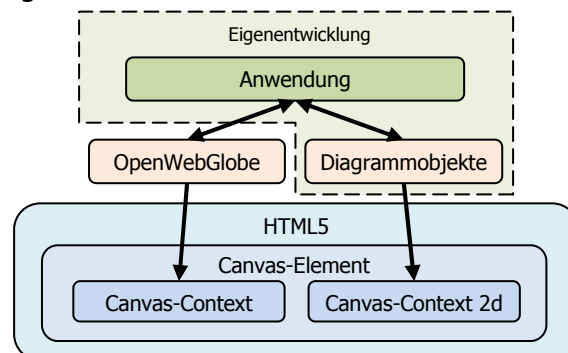 Eigenentwicklung
Anwendung
OpenWebGlobe
Diagrammobjekte
HTML5
Canvas-Element
Canvas-Context
Canvas-Context 2d